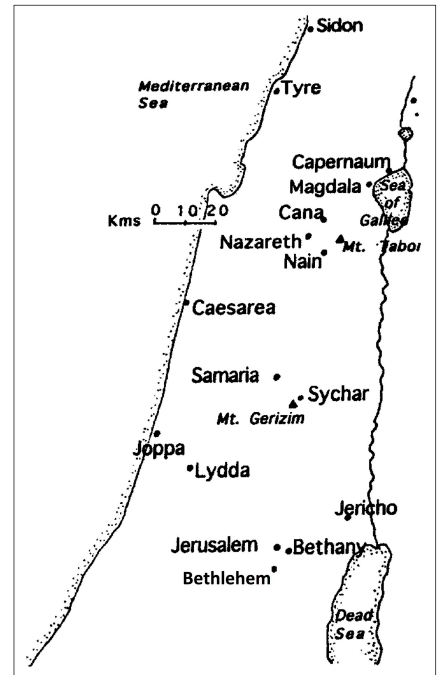 Sidon
Mediterranean
Sea
Tyre
Capernaum
Magdala
Sea
of
Galilee
Kms 0 10 20
Cana
Nazareth
Mt. Tabor
Nain
Caesarea
Samaria
Sychar
Mt. Gerizim
Joppa
Lydda
Jericho
Jerusalem
Bethany
Bethlehem
Dead
Sea